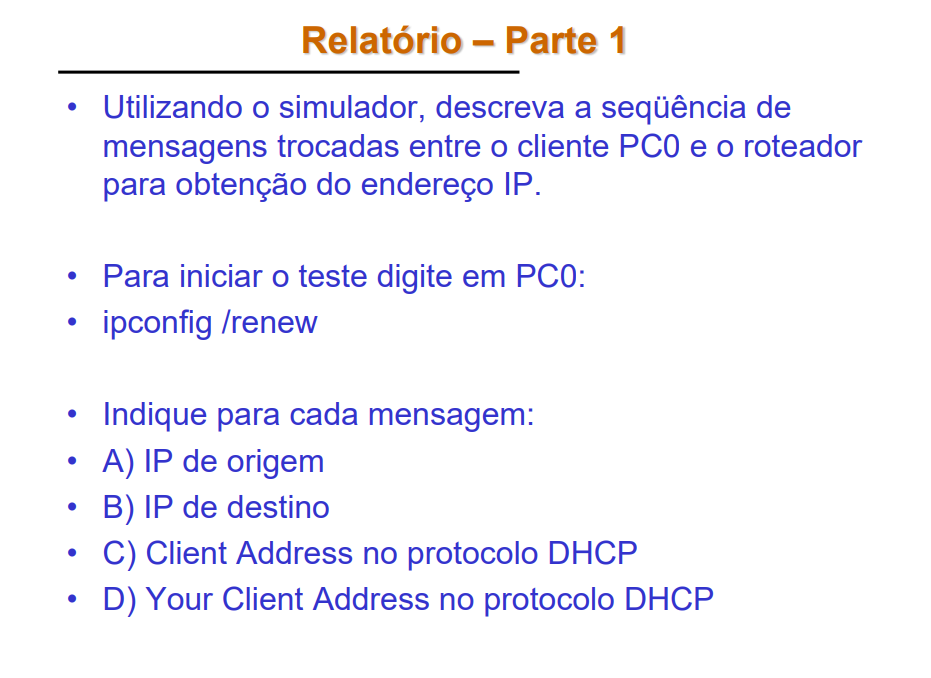 Relatório – Parte 1
• Utilizando o simulador, descreva a seqüência de
mensagens trocadas entre o cliente PC0 e o roteador
para obtenção do endereço IP.
• Para iniciar o teste digite em PC0:
• ipconfig /renew
• Indique para cada mensagem:
• A) IP de origem
• B) IP de destino
• C) Client Address no protocolo DHCP
• D) Your Client Address no protocolo DHCP